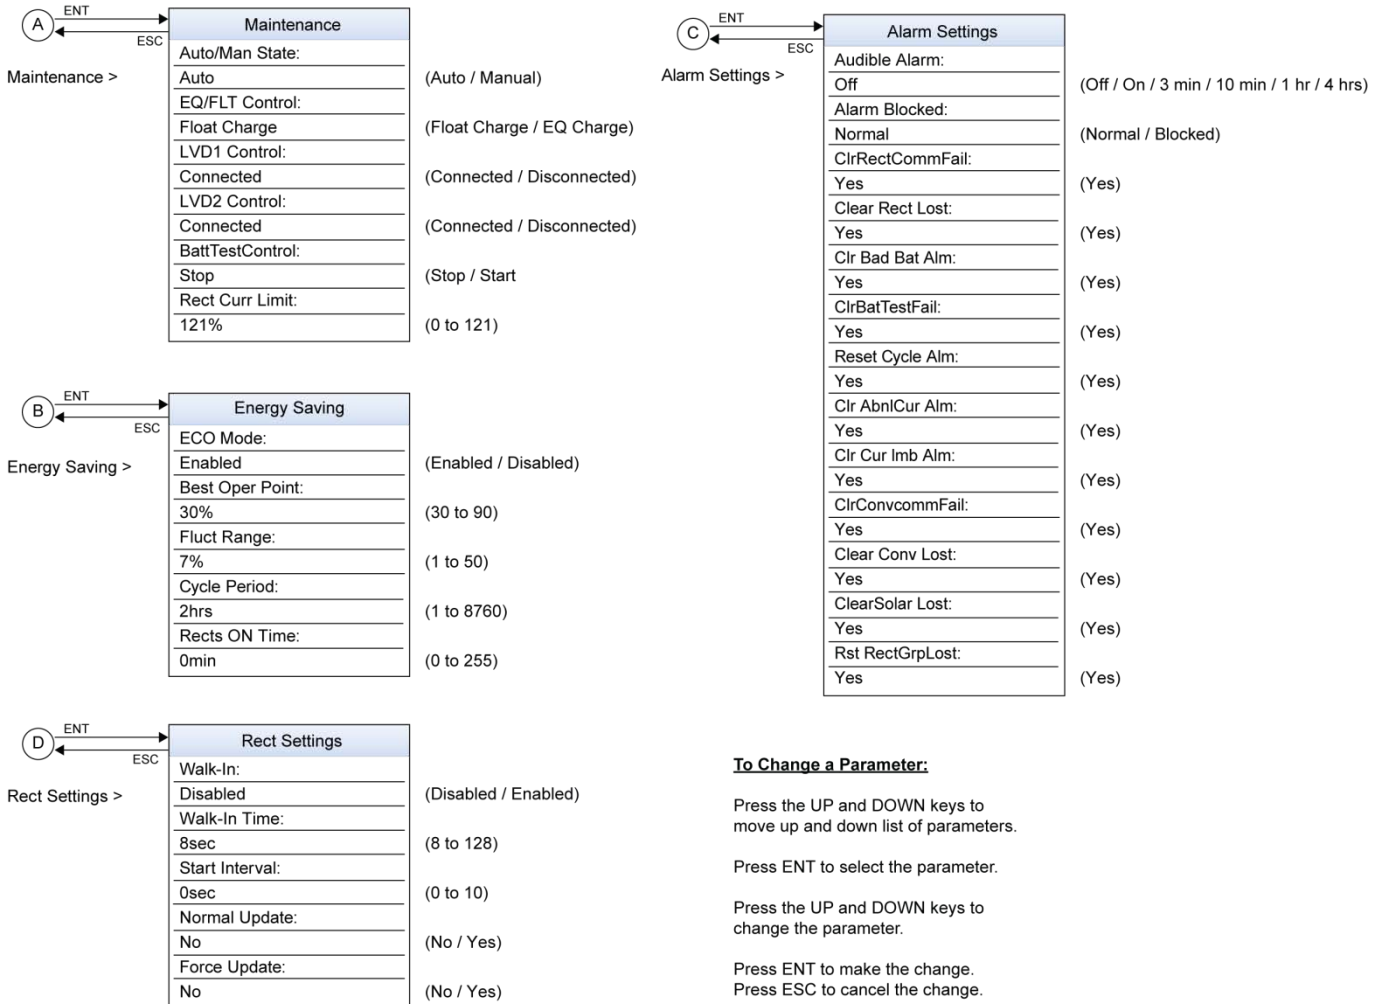 A
ENT
ESC
Maintenance >
Maintenance
Auto/Man State:
Auto (Auto / Manual)
EQ/FLT Control:
Float Charge (Float Charge / EQ Charge)
LVD1 Control:
Connected (Connected / Disconnected)
LVD2 Control:
Connected (Connected / Disconnected)
BattTestControl:
Stop (Stop / Start
Rect Curr Limit:
121% (0 to 121)
B
ENT
ESC
Energy Saving >
Energy Saving
ECO Mode:
Enabled (Enabled / Disabled)
Best Oper Point:
30% (30 to 90)
Fluct Range:
7% (1 to 50)
Cycle Period:
2hrs (1 to 8760)
Rects ON Time:
0min (0 to 255)
D
ENT
ESC
Rect Settings >
Rect Settings
Walk-In:
Disabled (Disabled / Enabled)
Walk-In Time:
8sec (8 to 128)
Start Interval:
0sec (0 to 10)
Normal Update:
No (No / Yes)
Force Update:
No (No / Yes)
C
ENT
ESC
Alarm Settings >
Alarm Settings
Audible Alarm:
Off (Off / On / 3 min / 10 min / 1 hr / 4 hrs)
Alarm Blocked:
Normal (Normal / Blocked)
ClrRectCommFail:
Yes (Yes)
Clear Rect Lost:
Yes (Yes)
Clr Bad Bat Alm:
Yes (Yes)
ClrBatTestFail:
Yes (Yes)
Reset Cycle Alm:
Yes (Yes)
Clr AbnlCur Alm:
Yes (Yes)
Clr Cur Imb Alm:
Yes (Yes)
ClrConvcommFail:
Yes (Yes)
Clear Conv Lost:
Yes (Yes)
ClearSolar Lost:
Yes (Yes)
Rst RectGrpLost:
Yes (Yes)
To Change a Parameter:
Press the UP and DOWN keys to
move up and down list of parameters.
Press ENT to select the parameter.
Press the UP and DOWN keys to
change the parameter.
Press ENT to make the change.
Press ESC to cancel the change.